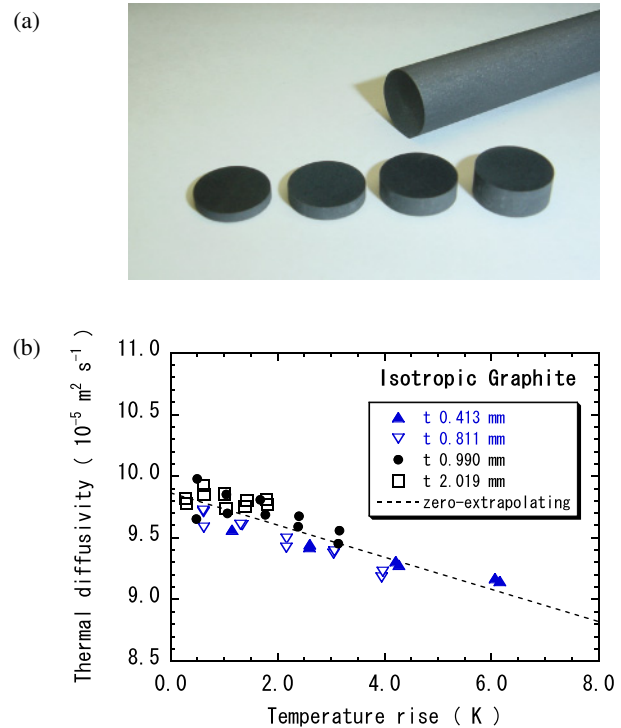 (a)
(b)
Thermal diffusivity ( 10⁻⁵ m² s⁻¹ )
11.0
10.5
10.0
9.5
9.0
8.5
Isotropic Graphite
t 0.413 mm
t 0.811 mm
t 0.990 mm
t 2.019 mm
zero-extrapolating
0.0 2.0 4.0 6.0 8.0
Temperature rise ( K )